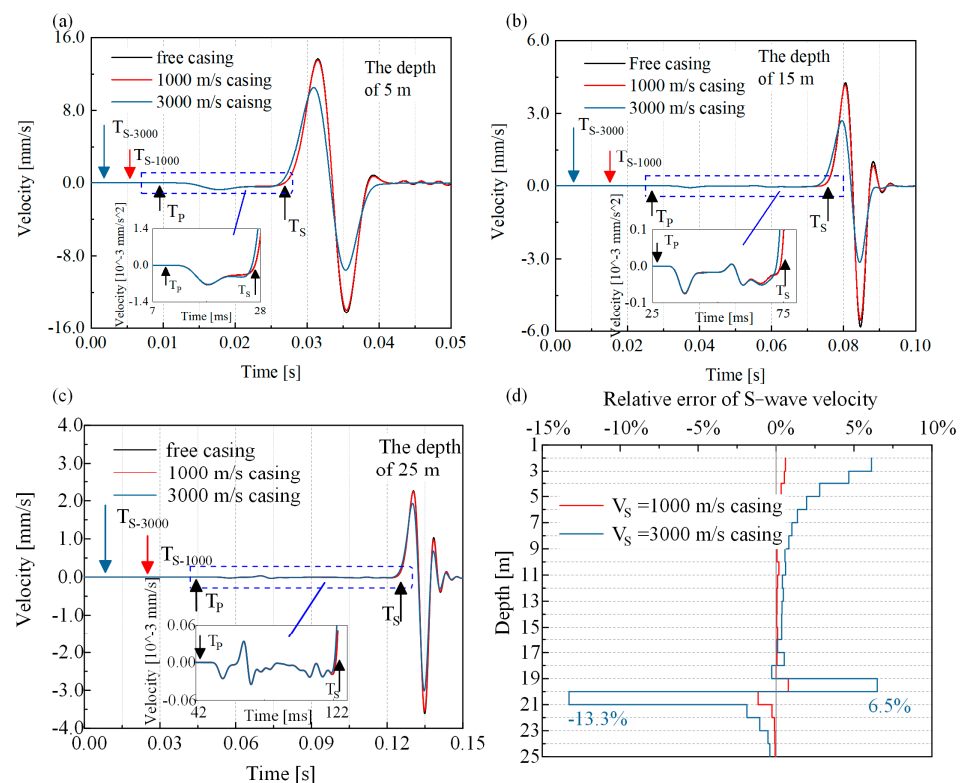 (a)
16.0
8.0
0.0
-8.0
-16.0
Velocity [mm/s]
free casing
1000 m/s casing
3000 m/s caisng
The depth
of 5 m
T_S-3000
T_S-1000
T_P
T_S
Velocity [10^-3 mm/s^2]
1.4
0.0
-1.4
T_P
T_S
7
Time [ms]
28
0.00
0.01
0.02
0.03
0.04
0.05
Time [s]
(b)
6.0
3.0
0.0
-3.0
-6.0
Velocity [mm/s]
Free casing
1000 m/s casing
3000 m/s casing
The depth
of 15 m
T_S-3000
T_S-1000
T_P
T_S
Velocity [10^-3 mm/s^2]
0.1
0.0
-0.1
T_P
T_S
25
Time [ms]
75
0.00
0.02
0.04
0.06
0.08
0.10
Time [s]
(c)
4.0
3.0
2.0
1.0
0.0
-1.0
-2.0
-3.0
-4.0
Velocity [mm/s]
free casing
1000 m/s casing
3000 m/s casing
The depth
of 25 m
T_S-3000
T_S-1000
T_P
T_S
Velocity [10^-3 mm/s]
0.06
0.00
-0.06
T_P
T_S
42
Time [ms]
122
0.00
0.03
0.06
0.09
0.12
0.15
Time [s]
(d)
Relative error of S-wave velocity
-15%
-10%
-5%
0%
5%
10%
1
3
5
7
9
11
13
15
17
19
21
23
25
Depth [m]
V_S =1000 m/s casing
V_S =3000 m/s casing
-13.3%
6.5%